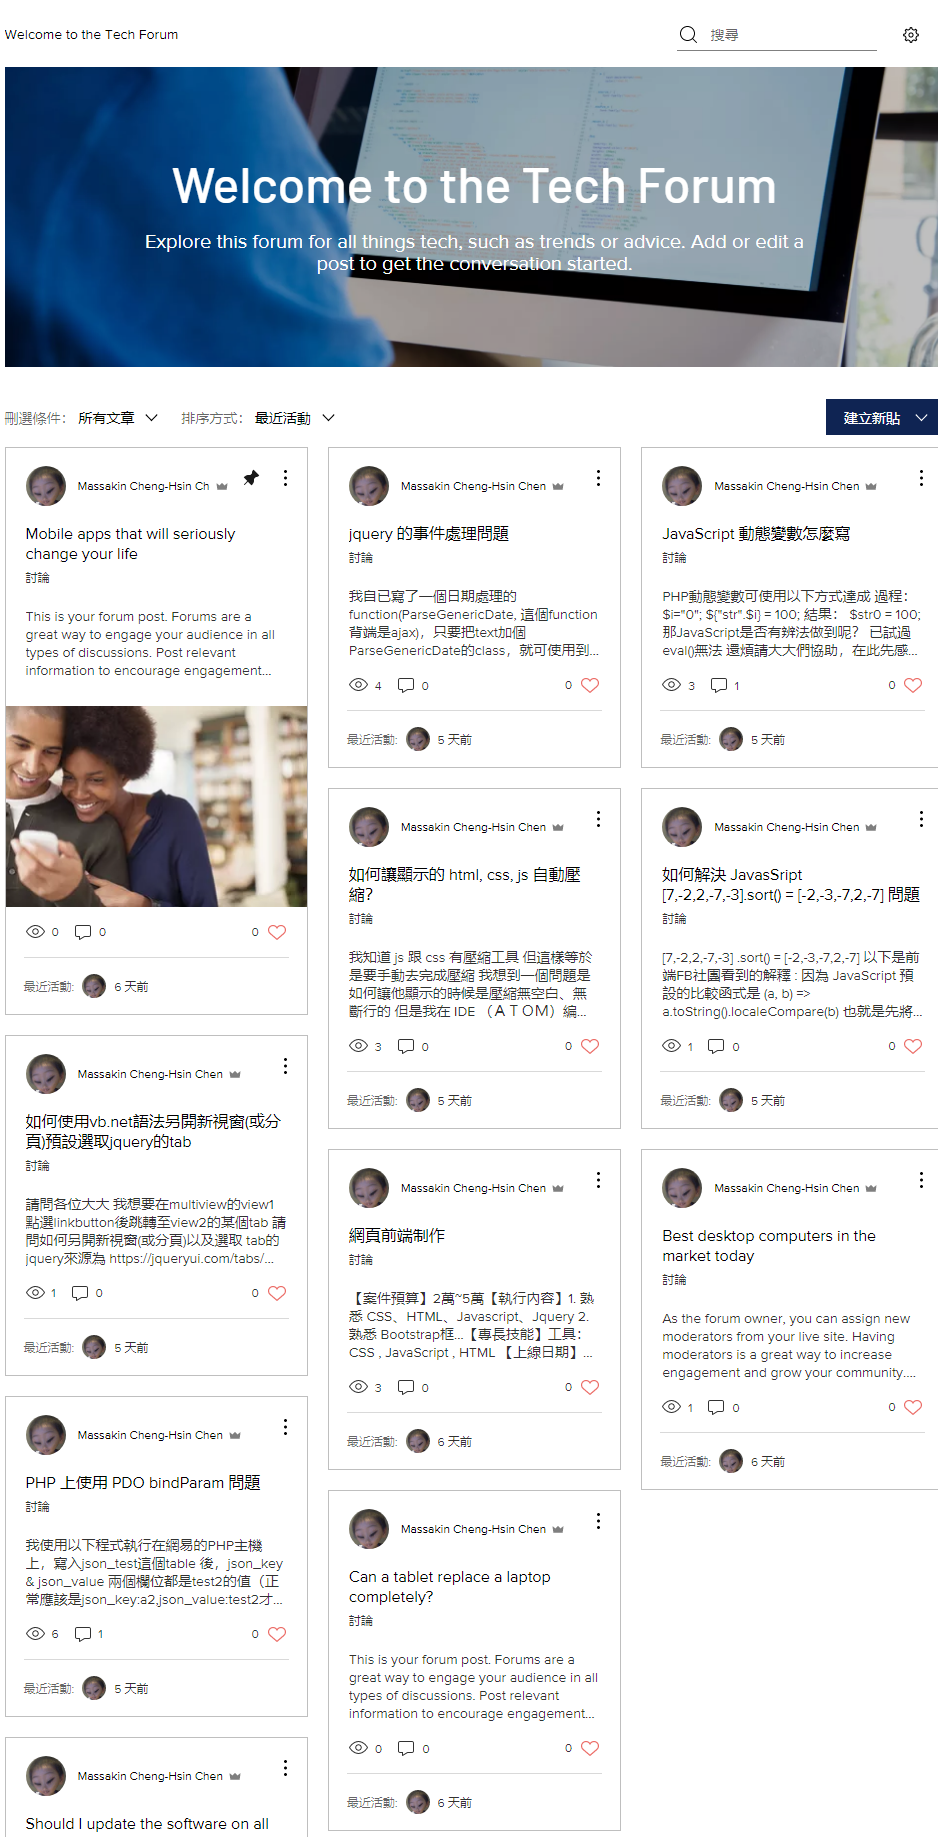 Welcome to the Tech Forum
搜尋
Welcome to the Tech Forum
Explore this forum for all things tech, such as trends or advice. Add or edit a
post to get the conversation started.
刪選條件： 所有文章
排序方式： 最近活動
建立新貼
Massakin Cheng-Hsin Ch
Mobile apps that will seriously
change your life
討論
This is your forum post. Forums are a
great way to engage your audience in all
types of discussions. Post relevant
information to encourage engagement...
0 0 0
最近活動: 6 天前
Massakin Cheng-Hsin Chen
如何使用vb.net語法另開新視窗(或分
頁)預設選取jquery的tab
討論
請問各位大大 我想要在multiview的view1
點選linkbutton後跳轉至view2的某個tab 請
問如何另開新視窗(或分頁)以及選取 tab的
jquery來源為 https://jqueryui.com/tabs/...
1 0 0
最近活動: 5 天前
Massakin Cheng-Hsin Chen
PHP 上使用 PDO bindParam 問題
討論
我使用以下程式執行在網易的PHP主機
上，寫入json_test這個table 後，json_key
& json_value 兩個欄位都是test2的值（正
常應該是json_key:a2,json_value:test2才...
6 1 0
最近活動: 5 天前
Massakin Cheng-Hsin Chen
Should I update the software on all
Massakin Cheng-Hsin Chen
jquery 的事件處理問題
討論
我自已寫了一個日期處理的
function(ParseGenericDate, 這個function
背端是ajax)，只要把text加個
ParseGenericDate的class，就可使用到...
4 0 0
最近活動: 5 天前
Massakin Cheng-Hsin Chen
如何讓顯示的 html, css, js 自動壓
縮?
討論
我知道 js 跟 css 有壓縮工具 但這樣等於
是要手動去完成壓縮 我想到一個問題是
如何讓他顯示的時候是壓縮無空白、無
斷行的 但是我在 IDE （ＡＴＯＭ）編...
3 0 0
最近活動: 5 天前
Massakin Cheng-Hsin Chen
網頁前端制作
討論
【案件預算】2萬~5萬【執行內容】1. 熟
悉 CSS、HTML、Javascript、Jquery 2.
熟悉 Bootstrap框...【專長技能】工具：
CSS , JavaScript , HTML 【上線日期】...
3 0 0
最近活動: 6 天前
Massakin Cheng-Hsin Chen
Can a tablet replace a laptop
completely?
討論
This is your forum post. Forums are a
great way to engage your audience in all
types of discussions. Post relevant
information to encourage engagement...
0 0 0
最近活動: 6 天前
Massakin Cheng-Hsin Chen
JavaScript 動態變數怎麼寫
討論
PHP動態變數可使用以下方式達成 過程：
$i="0"; ${"str".$i} = 100; 結果： $str0 = 100;
那JavaScript是否有辨法做到呢？ 已試過
eval()無法 還煩請大大們協助，在此先感...
3 1 0
最近活動: 5 天前
Massakin Cheng-Hsin Chen
如何解決 JavasSript
[7,-2,2,-7,-3].sort() = [-2,-3,-7,2,-7] 問題
討論
[7,-2,2,-7,-3] .sort() = [-2,-3,-7,2,-7] 以下是前
端FB社團看到的解釋 : 因為 JavaScript 預
設的比較函式是 (a, b) =>
a.toString().localeCompare(b) 也就是先將...
1 0 0
最近活動: 5 天前
Massakin Cheng-Hsin Chen
Best desktop computers in the
market today
討論
As the forum owner, you can assign new
moderators from your live site. Having
moderators is a great way to increase
engagement and grow your community....
1 0 0
最近活動: 6 天前